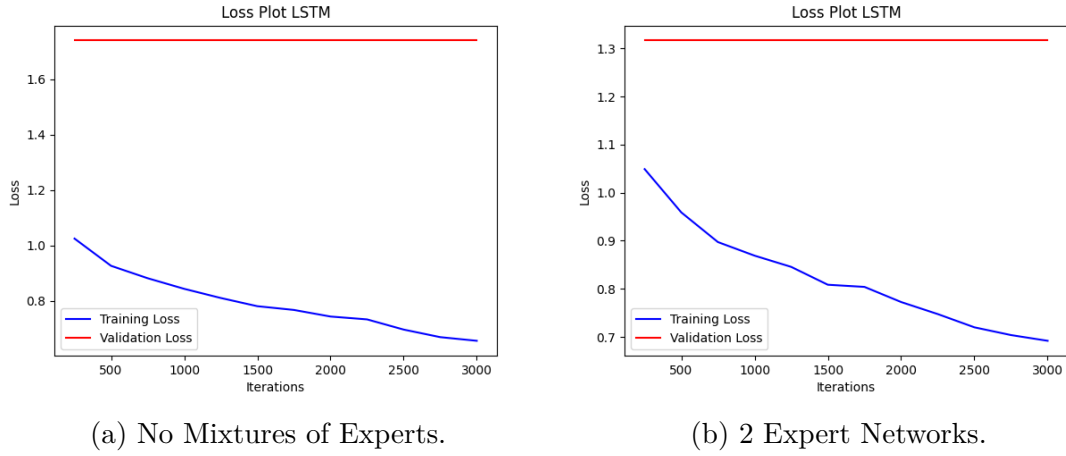 Loss Plot LSTM
1.6
1.4
1.2
1.0
0.8
Loss
Training Loss
Validation Loss
500 1000 1500 2000 2500 3000
Iterations
(a) No Mixtures of Experts.
Loss Plot LSTM
1.3
1.2
1.1
1.0
0.9
0.8
0.7
Loss
Training Loss
Validation Loss
500 1000 1500 2000 2500 3000
Iterations
(b) 2 Expert Networks.